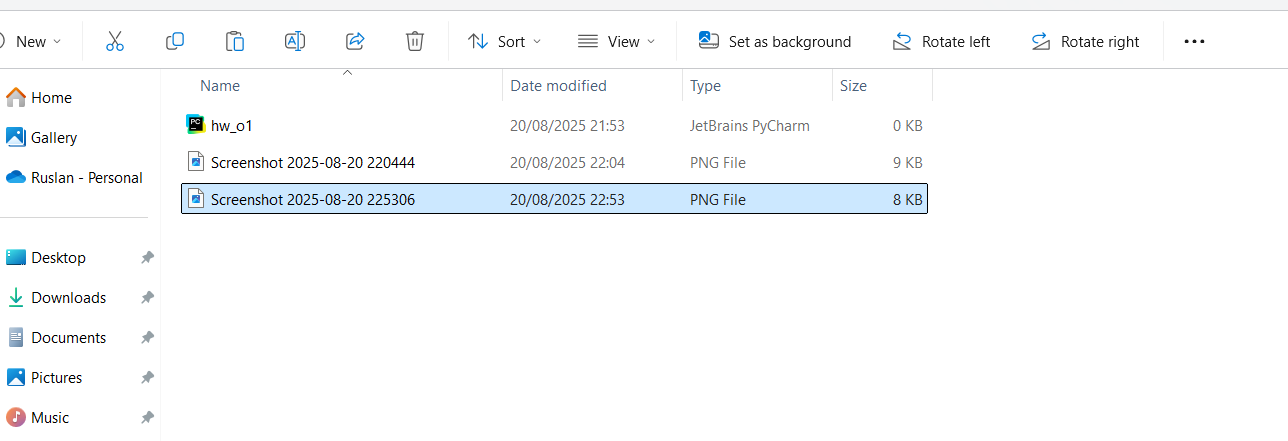 New Sort View Set as background Rotate left Rotate right
Home
Gallery
Ruslan - Personal
Desktop
Downloads
Documents
Pictures
Music
Name Date modified Type Size
PC hw_o1 20/08/2025 21:53 JetBrains PyCharm 0 KB
Screenshot 2025-08-20 220444 20/08/2025 22:04 PNG File 9 KB
Screenshot 2025-08-20 225306 20/08/2025 22:53 PNG File 8 KB